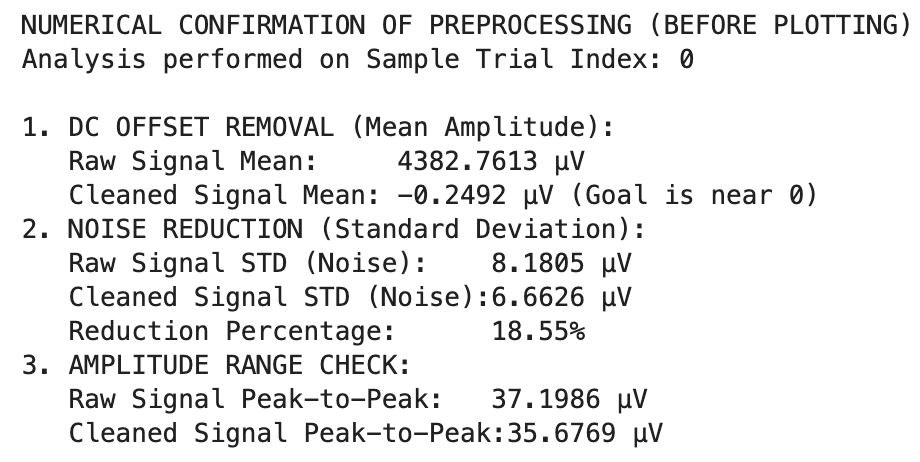 NUMERICAL CONFIRMATION OF PREPROCESSING (BEFORE PLOTTING)
Analysis performed on Sample Trial Index: 0
1. DC OFFSET REMOVAL (Mean Amplitude):
Raw Signal Mean: 4382.7613 µV
Cleaned Signal Mean: -0.2492 µV (Goal is near 0)
2. NOISE REDUCTION (Standard Deviation):
Raw Signal STD (Noise): 8.1805 µV
Cleaned Signal STD (Noise):6.6626 µV
Reduction Percentage: 18.55%
3. AMPLITUDE RANGE CHECK:
Raw Signal Peak-to-Peak: 37.1986 µV
Cleaned Signal Peak-to-Peak:35.6769 µV